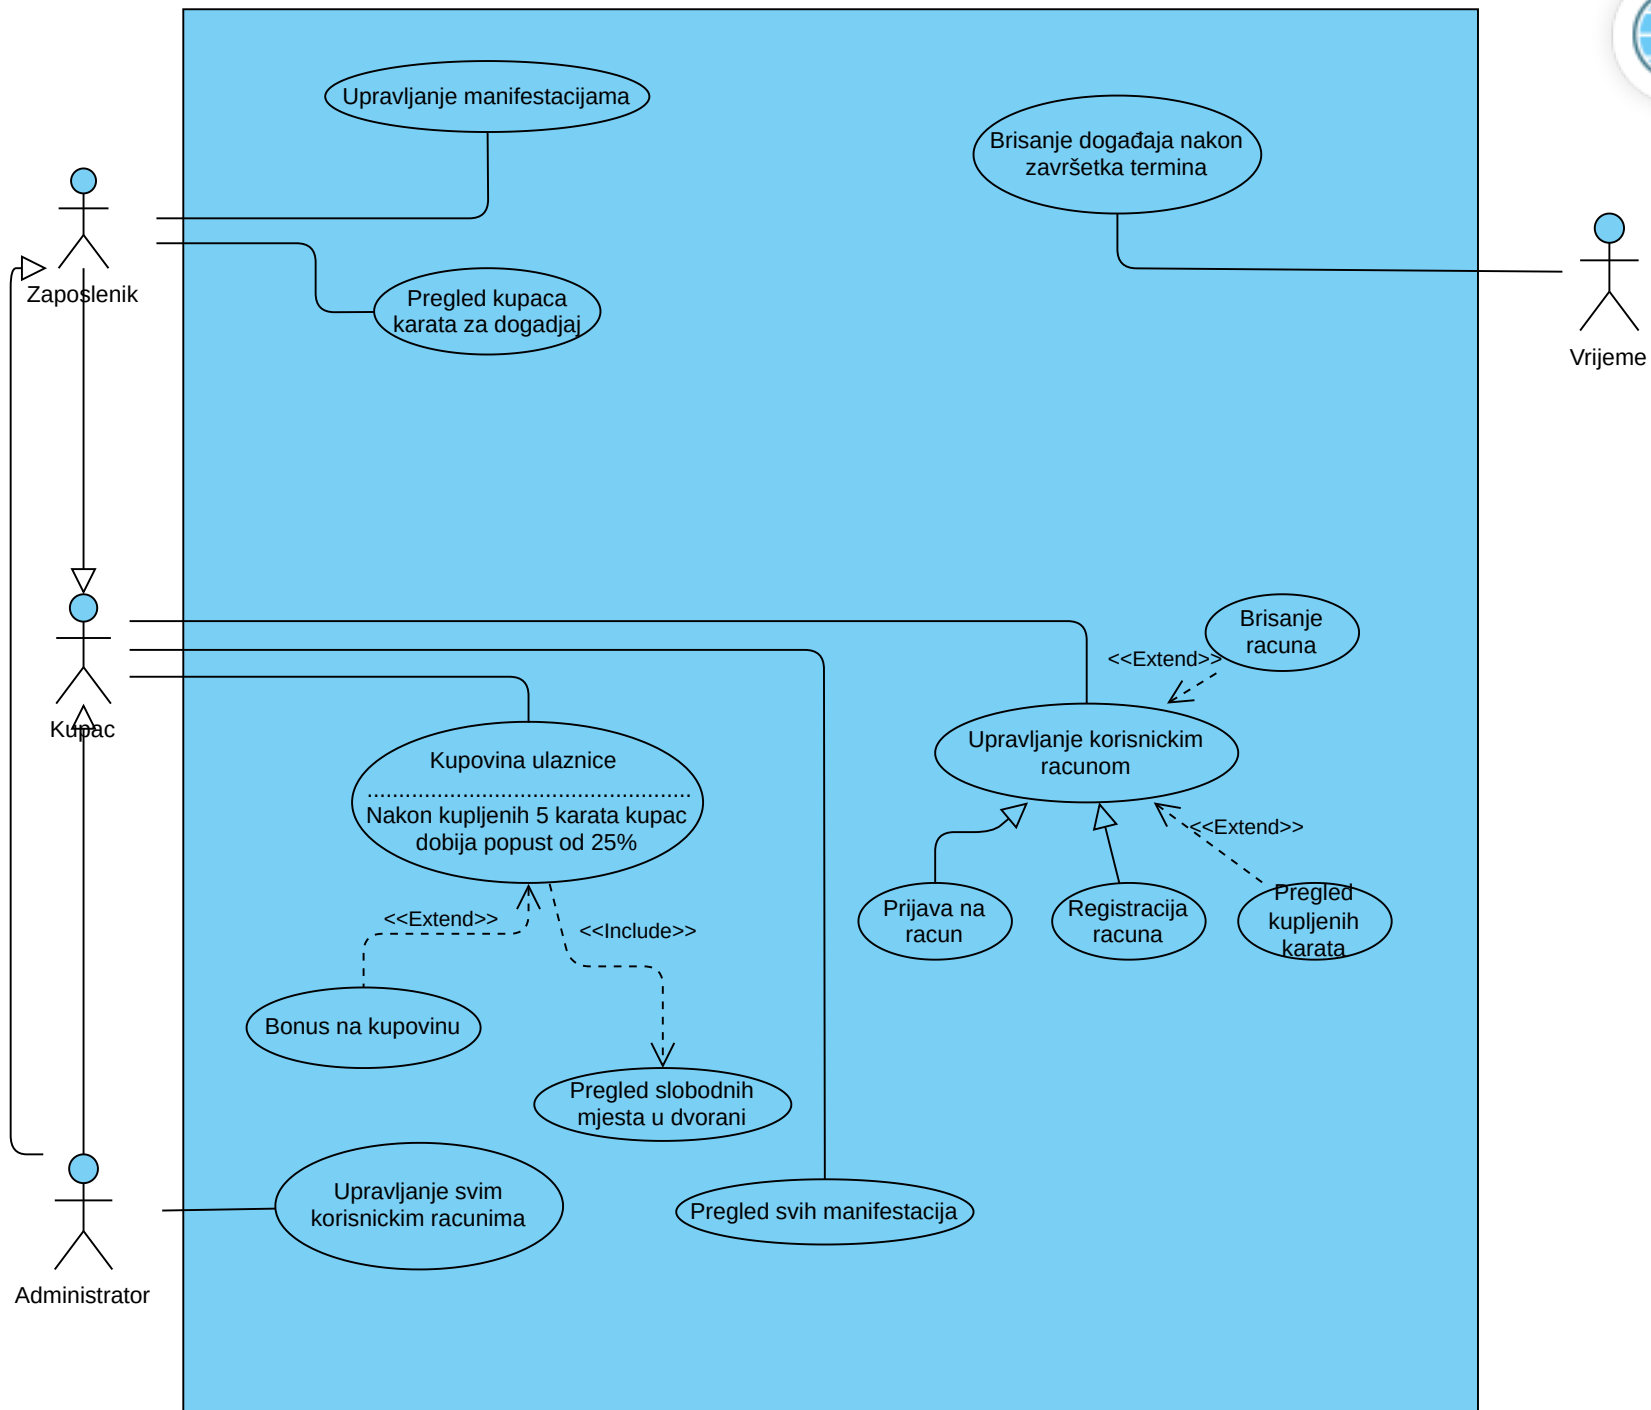 Upravljanje manifestacijama
Brisanje događaja nakon
završetka termina
Zaposlenik
Pregled kupaca
karata za dogadjaj
Vrijeme
Kupac
Brisanje
racuna
<<Extend>>
Upravljanje korisnickim
racunom
Kupovina ulaznice
...................................................
Nakon kupljenih 5 karata kupac
dobija popust od 25%
<<Extend>>
Prijava na
racun
Registracija
racuna
Pregled
kupljenih
karata
<<Extend>>
<<Include>>
Bonus na kupovinu
Pregled slobodnih
mjesta u dvorani
Upravljanje svim
korisnickim racunima
Pregled svih manifestacija
Administrator